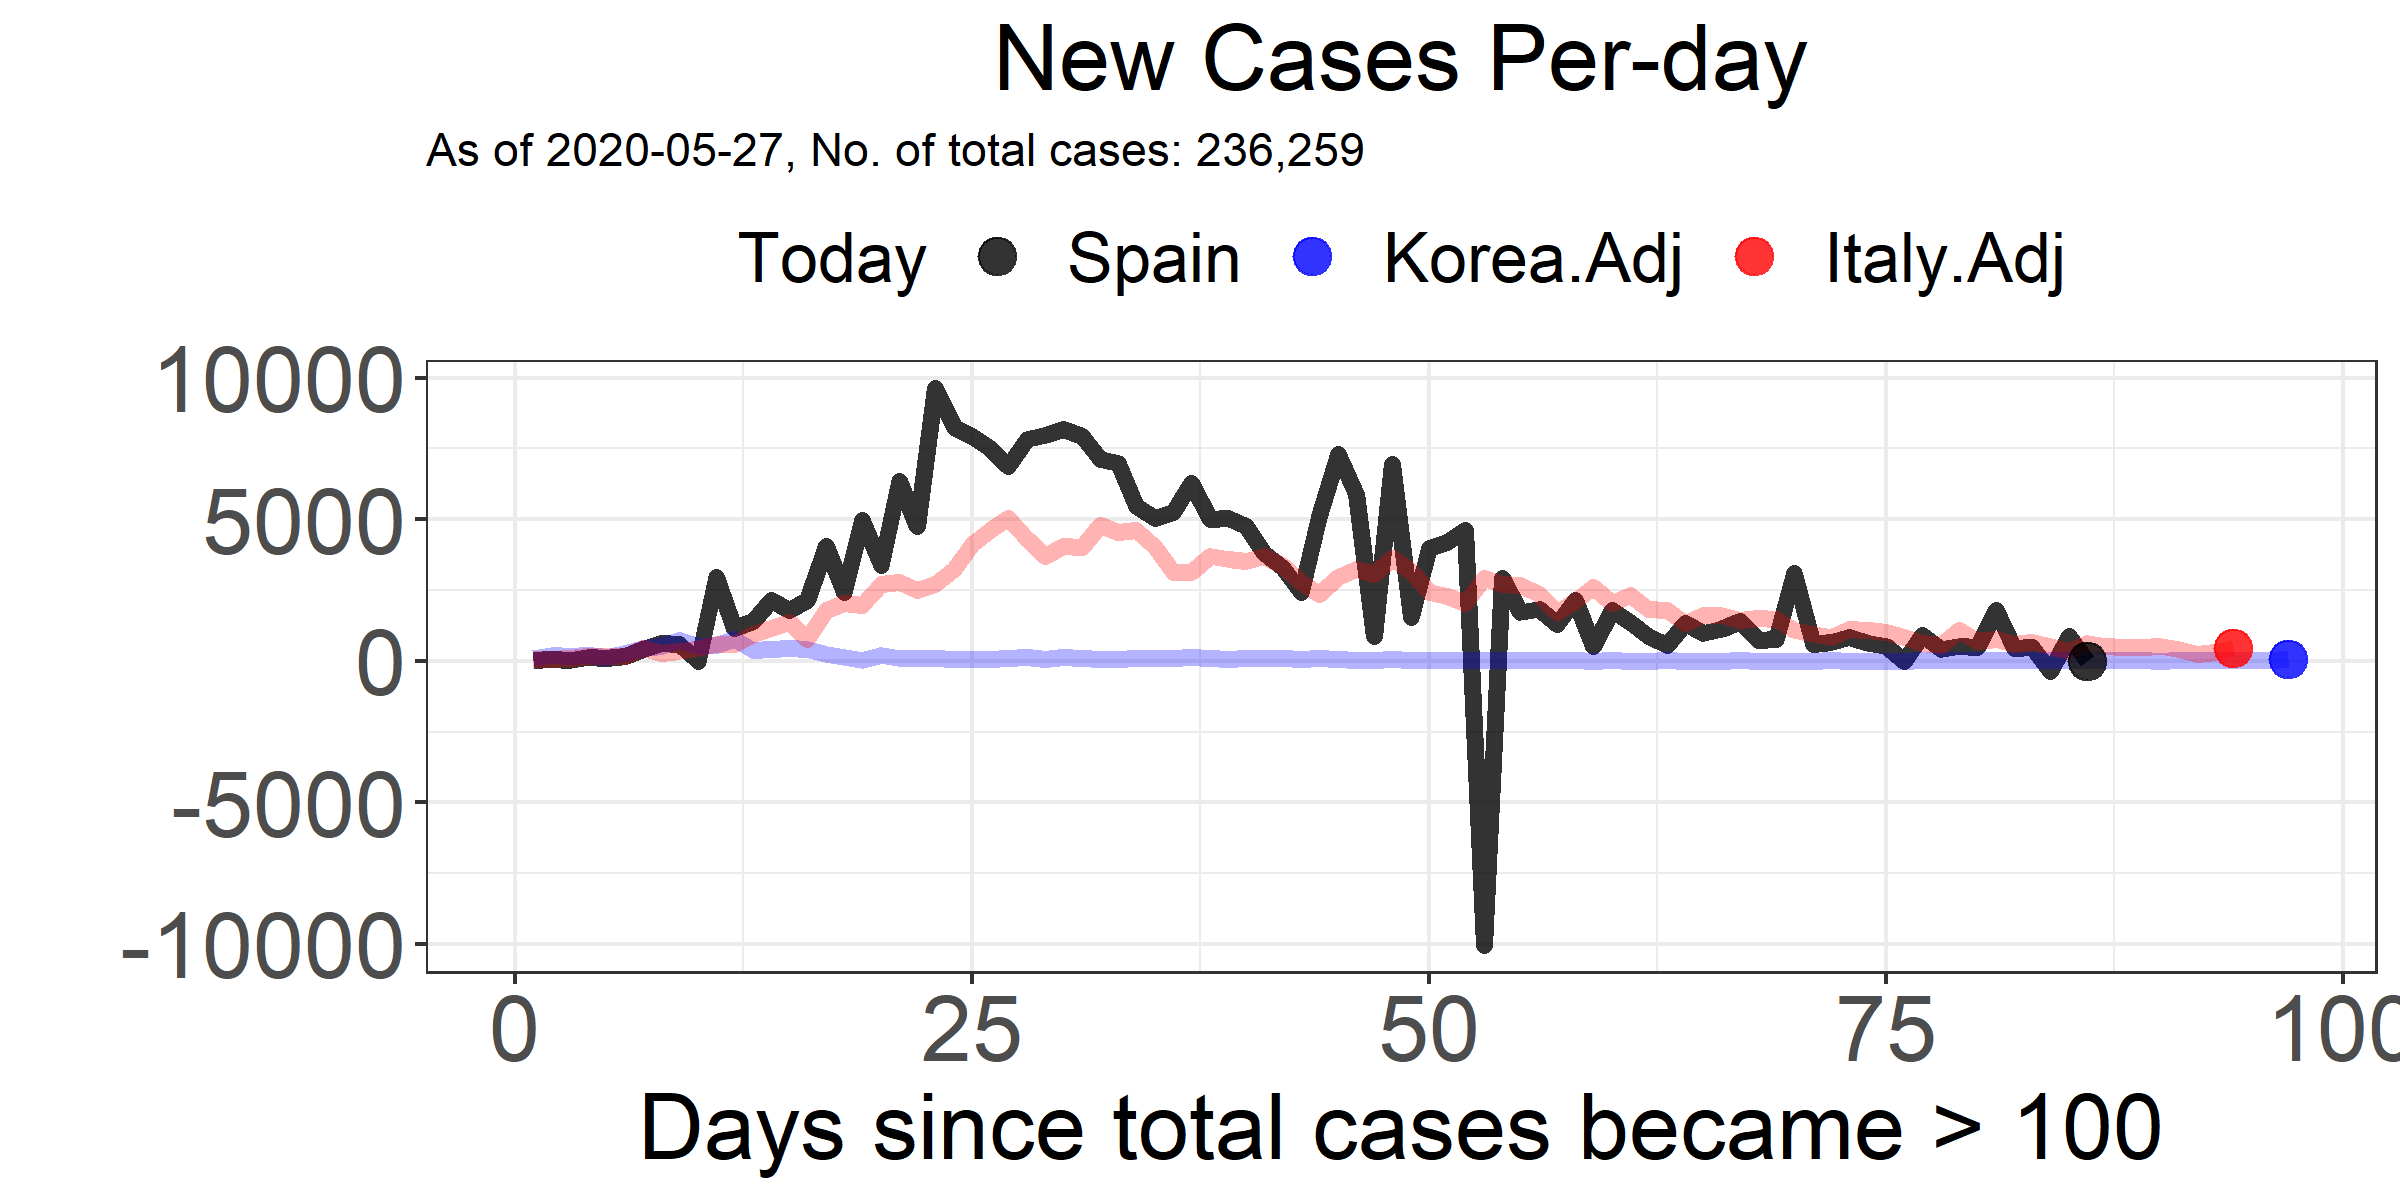 New Cases Per-day
As of 2020-05-27, No. of total cases: 236,259
Today Spain Korea.Adj Italy.Adj
10000
5000
0
-5000
-10000
0 25 50 75 100
Days since total cases became > 100